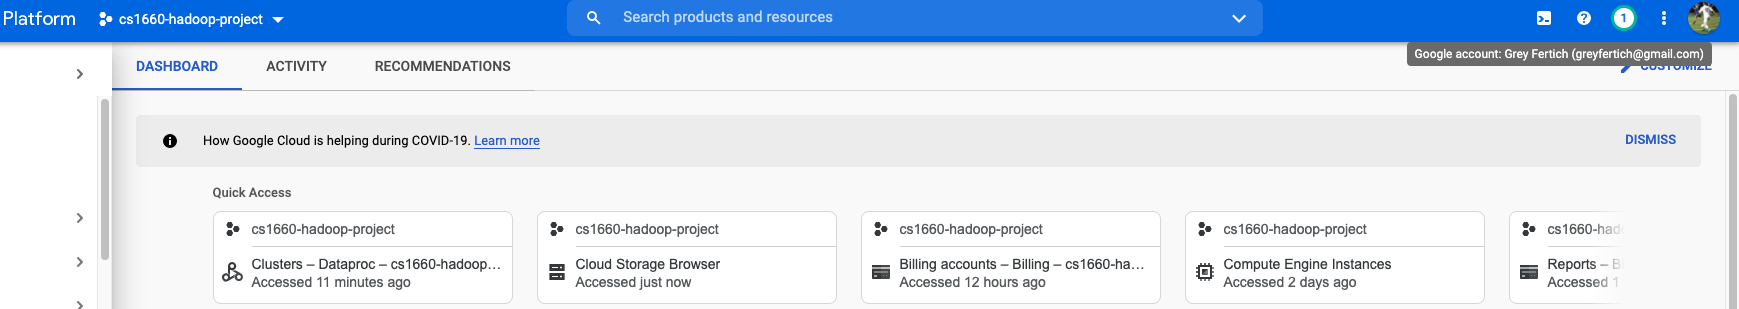 Platform cs1660-hadoop-project Search products and resources 1
Google account: Grey Fertich (greyfertich@gmail.com)
DASHBOARD ACTIVITY RECOMMENDATIONS CUSTOMIZE
How Google Cloud is helping during COVID-19. Learn more DISMISS
Quick Access
cs1660-hadoop-project cs1660-hadoop-project cs1660-hadoop-project cs1660-hadoop-project cs1660-hado
Clusters – Dataproc – cs1660-hadoop... Cloud Storage Browser Billing accounts – Billing – cs1660-ha... Compute Engine Instances Reports – B
Accessed 11 minutes ago Accessed just now Accessed 12 hours ago Accessed 2 days ago Accessed 1